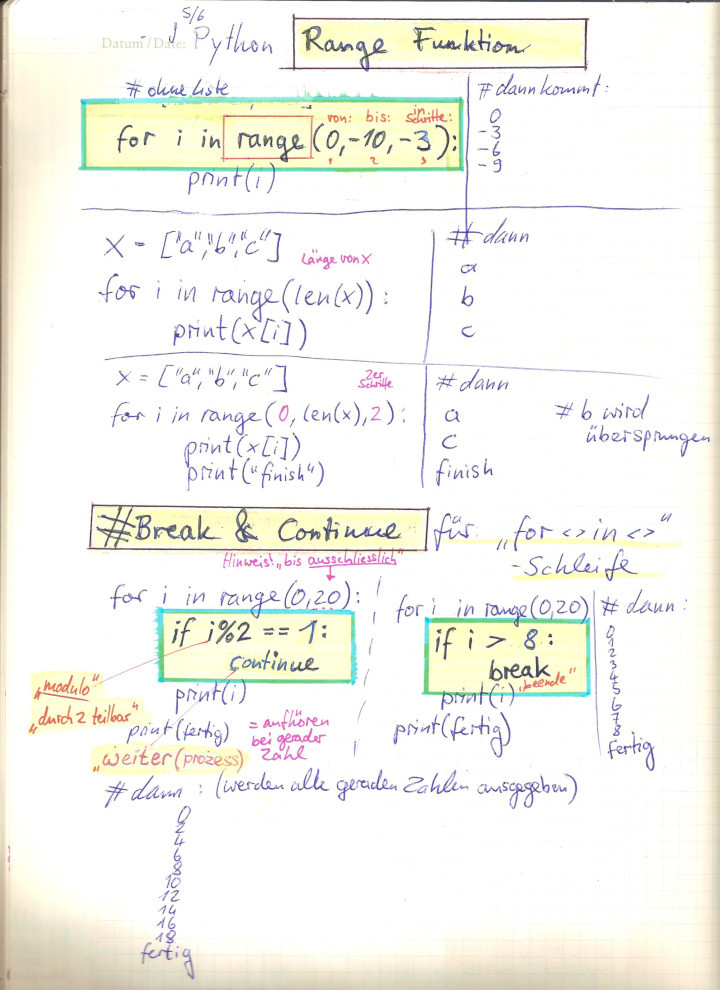 5/6
Datum / Date:
Python
Range Funktion
# ohne liste
# dann kommt:
von: bis: in Schritte:
for i in range(0,-10,-3):
1 2 3
print(i)
0
-3
-6
-9
X = ["a","b","c"]
Länge von X
for i in range(len(x)):
print(x[i])
# dann
a
b
c
x = ["a","b","c"]
2er Schritte
for i in range(0,len(x),2):
print(x[i])
print("finish")
# dann
a
c
finish
# b wird
übersprungen
#Break & Continue
für: „for <> in <>"
-Schleife
Hinweis! „bis ausschliesslich"
for i in range(0,20):
if i%2 == 1:
continue
print(i)
print(fertig)
„modulo"
„durch 2 teilbar"
„weiter(prozess)
= aufhören
bei gerader
Zahl
for i in range(0,20)
if i > 8:
break
„beende"
print(i)
print(fertig)
# dann:
0
1
2
3
4
5
6
7
8
fertig
# dann: (werden alle geraden Zahlen ausgegeben)
0
2
4
6
8
10
12
14
16
18
fertig